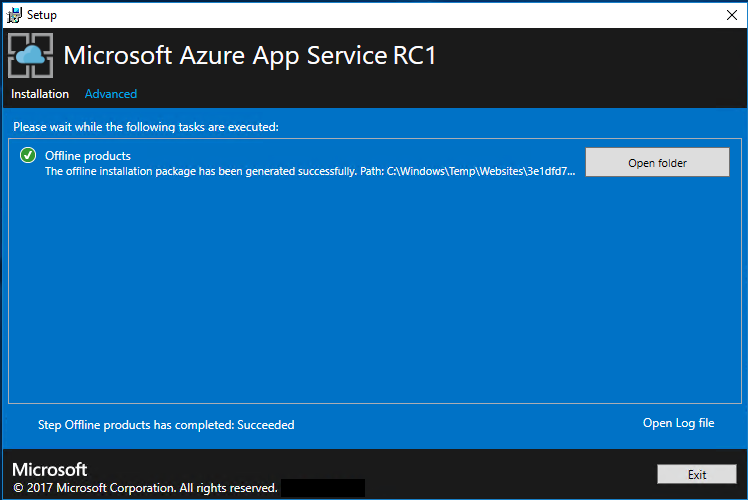 Setup
Microsoft Azure App Service RC1
Installation Advanced
Please wait while the following tasks are executed:
Offline products
The offline installation package has been generated successfully. Path: C:\Windows\Temp\Websites\3e1dfd7...
Open folder
Step Offline products has completed: Succeeded
Open Log file
Microsoft
© 2017 Microsoft Corporation. All rights reserved.
Exit